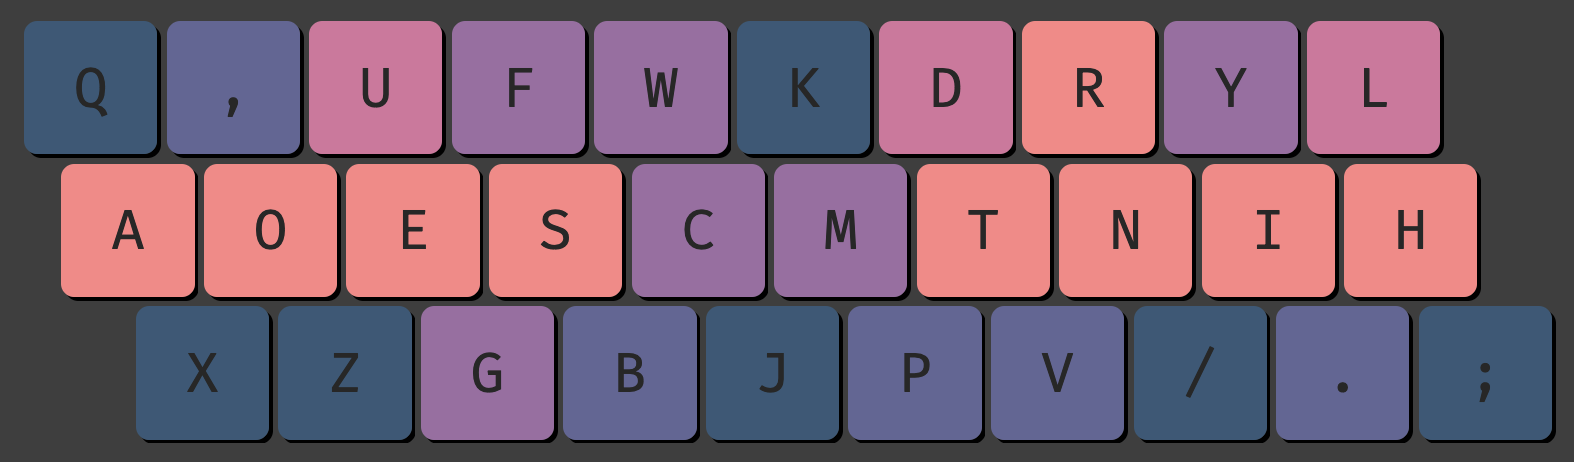 Q , U F W K D R Y L
A O E S C M T N I H
X Z G B J P V / . ;